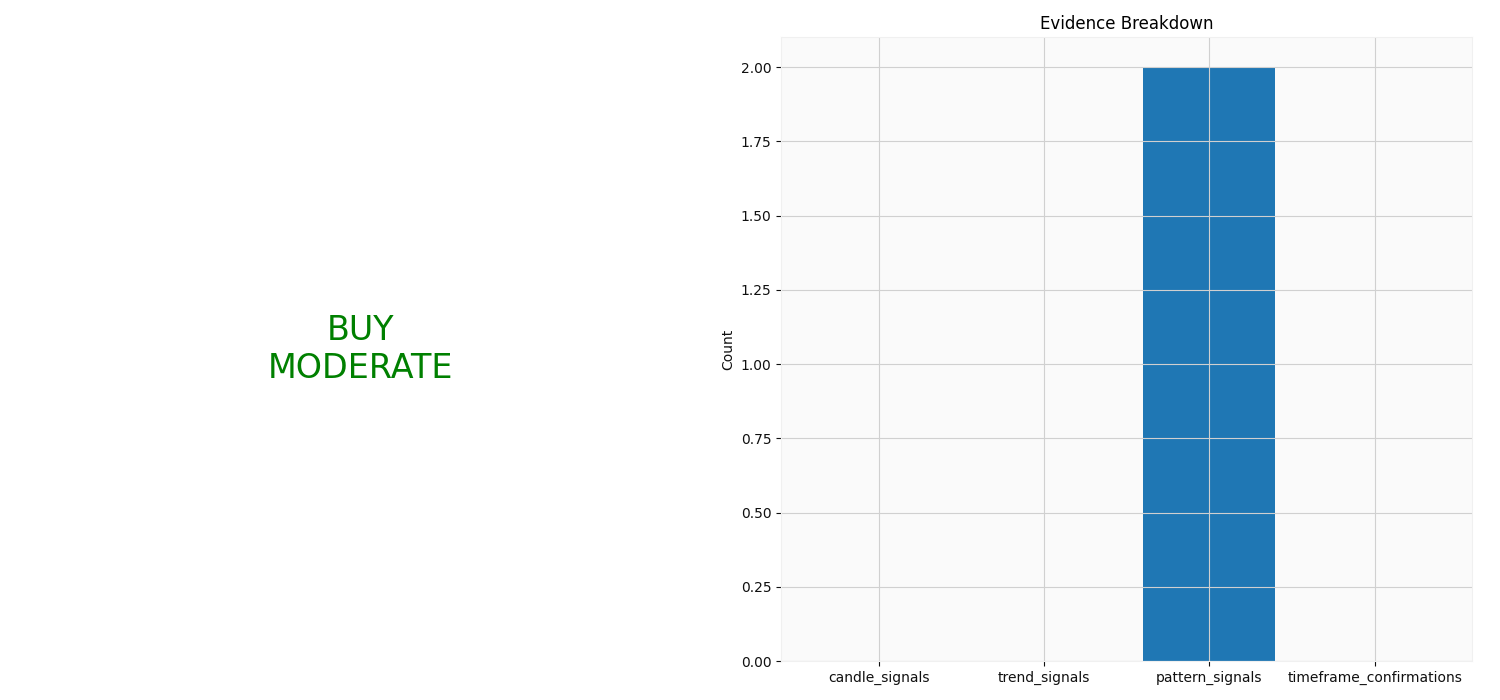 BUY
MODERATE
Evidence Breakdown
Count
2.00
1.75
1.50
1.25
1.00
0.75
0.50
0.25
0.00
candle_signals
trend_signals
pattern_signals
timeframe_confirmations